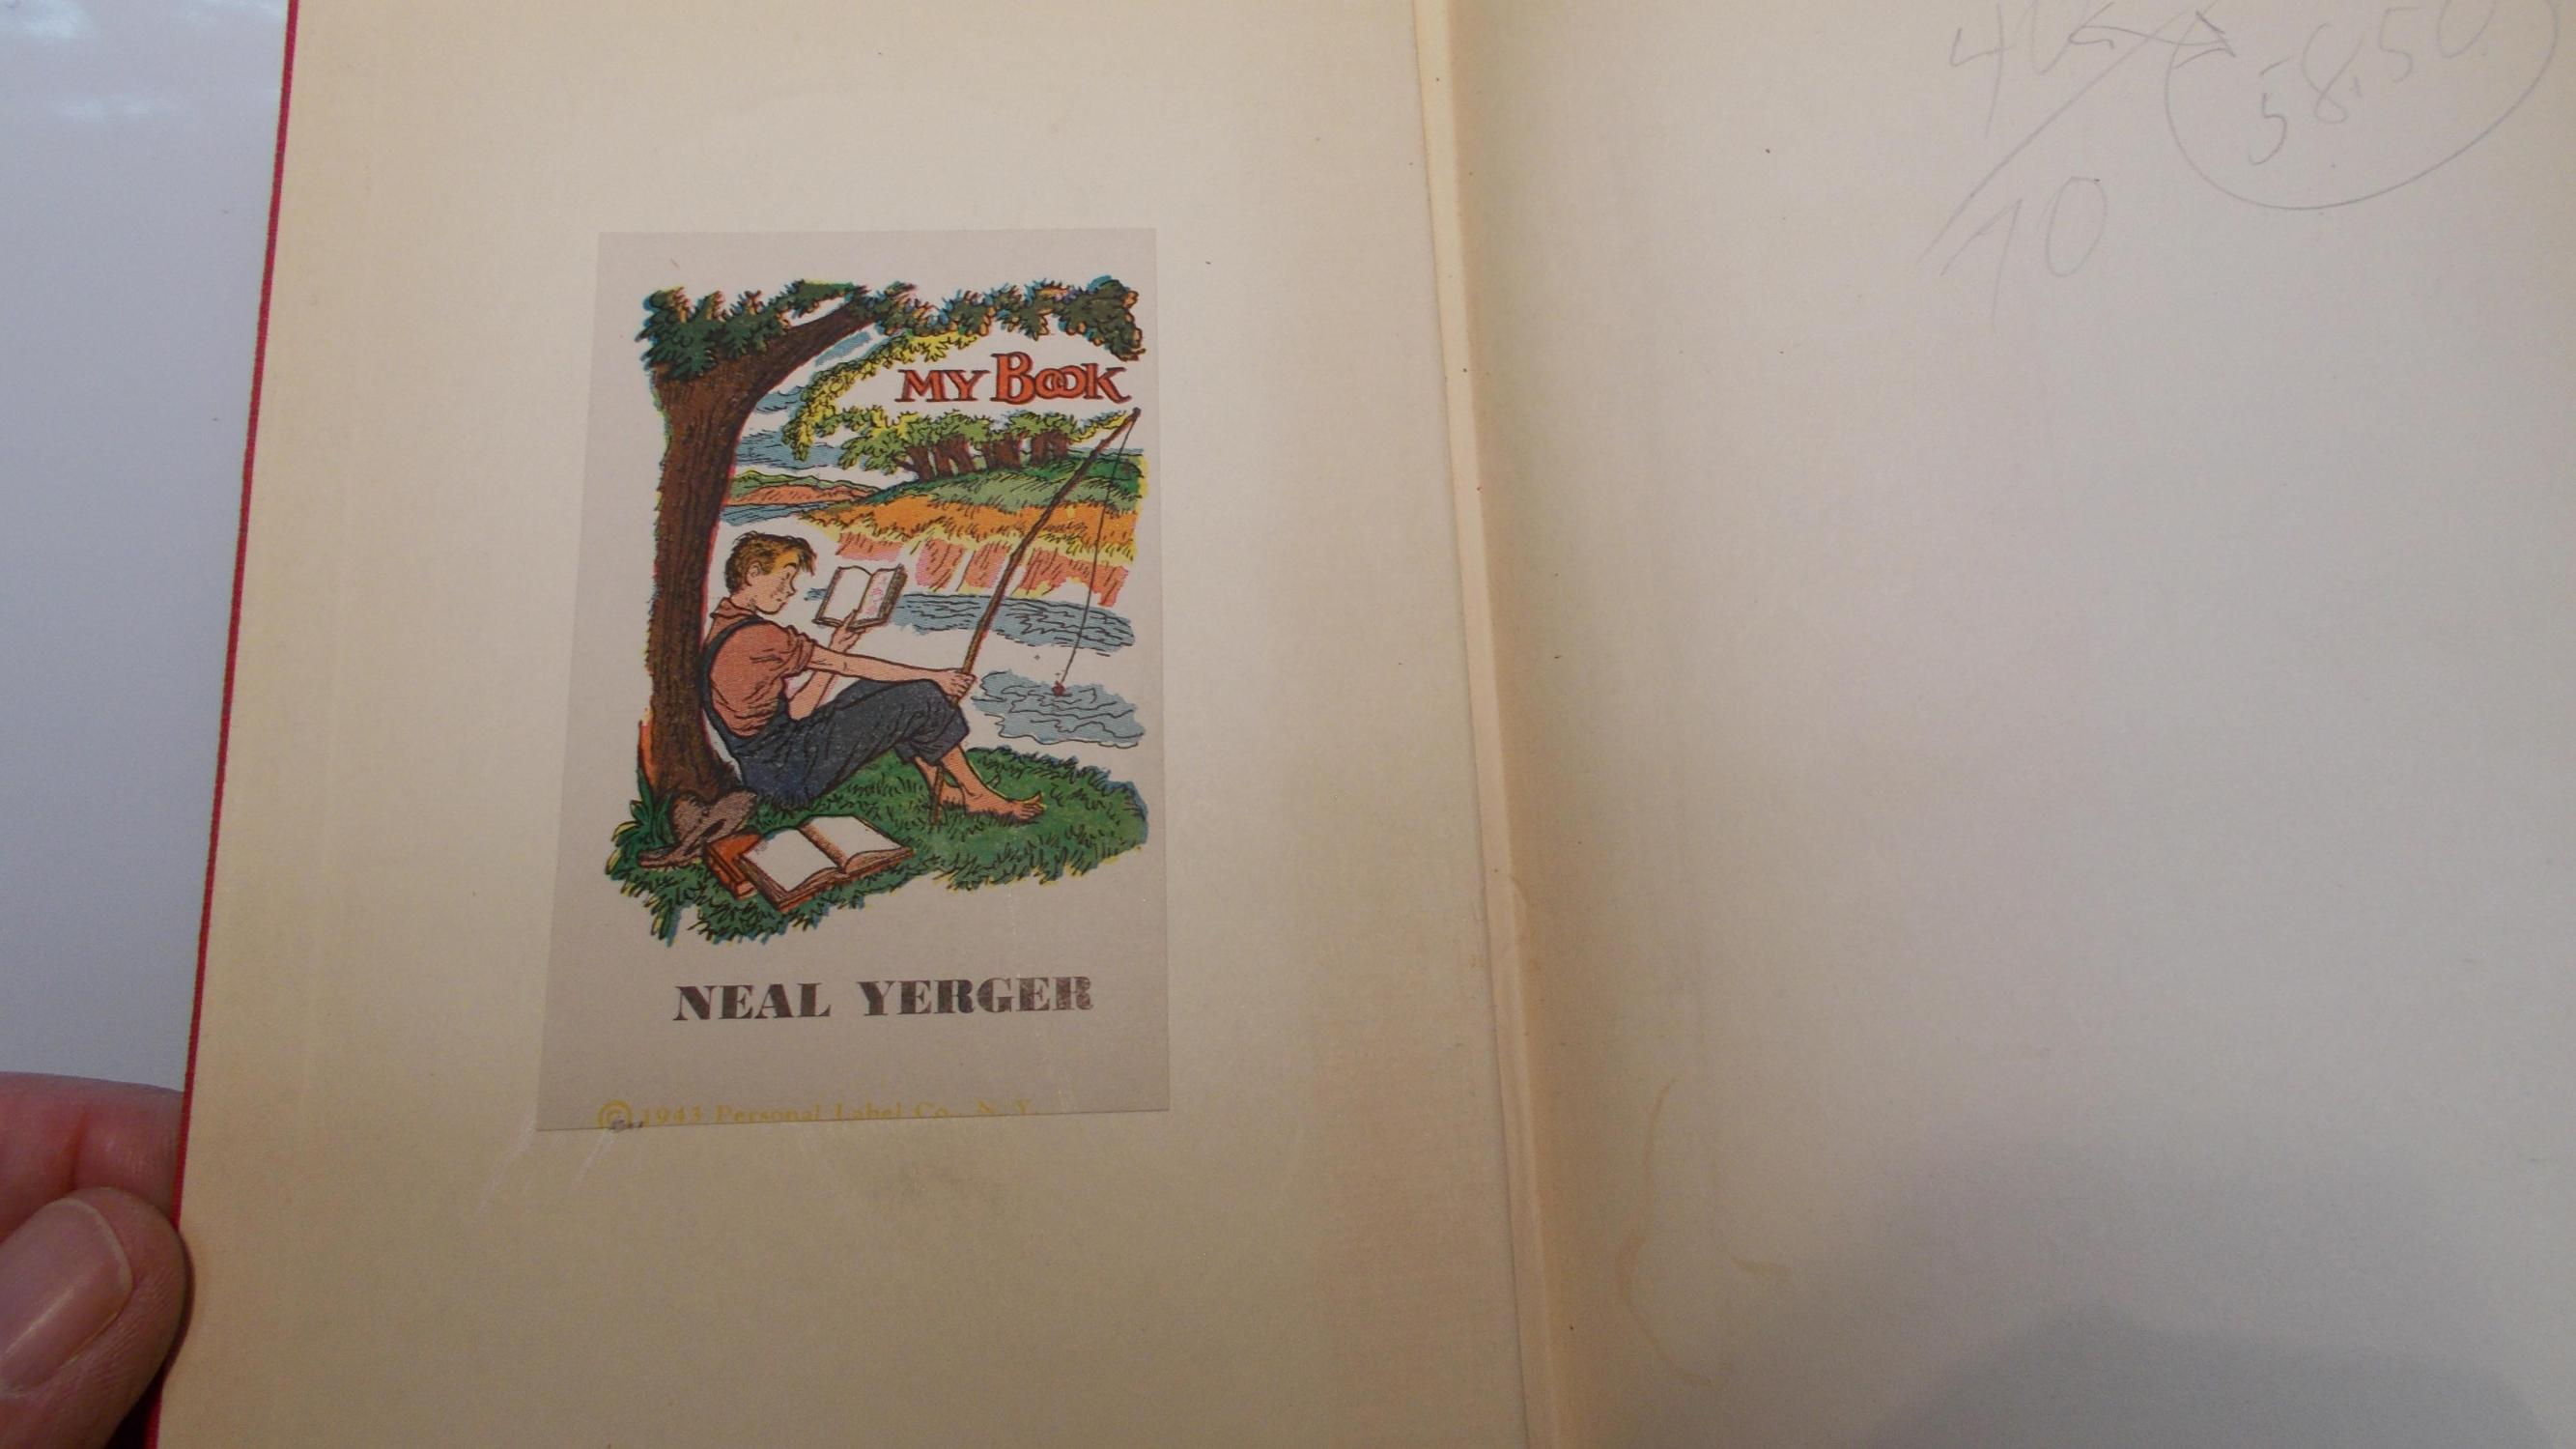 MY BOOK
NEAL YERGER
© 1943 Personal Label Co., N. Y.
58.50
10